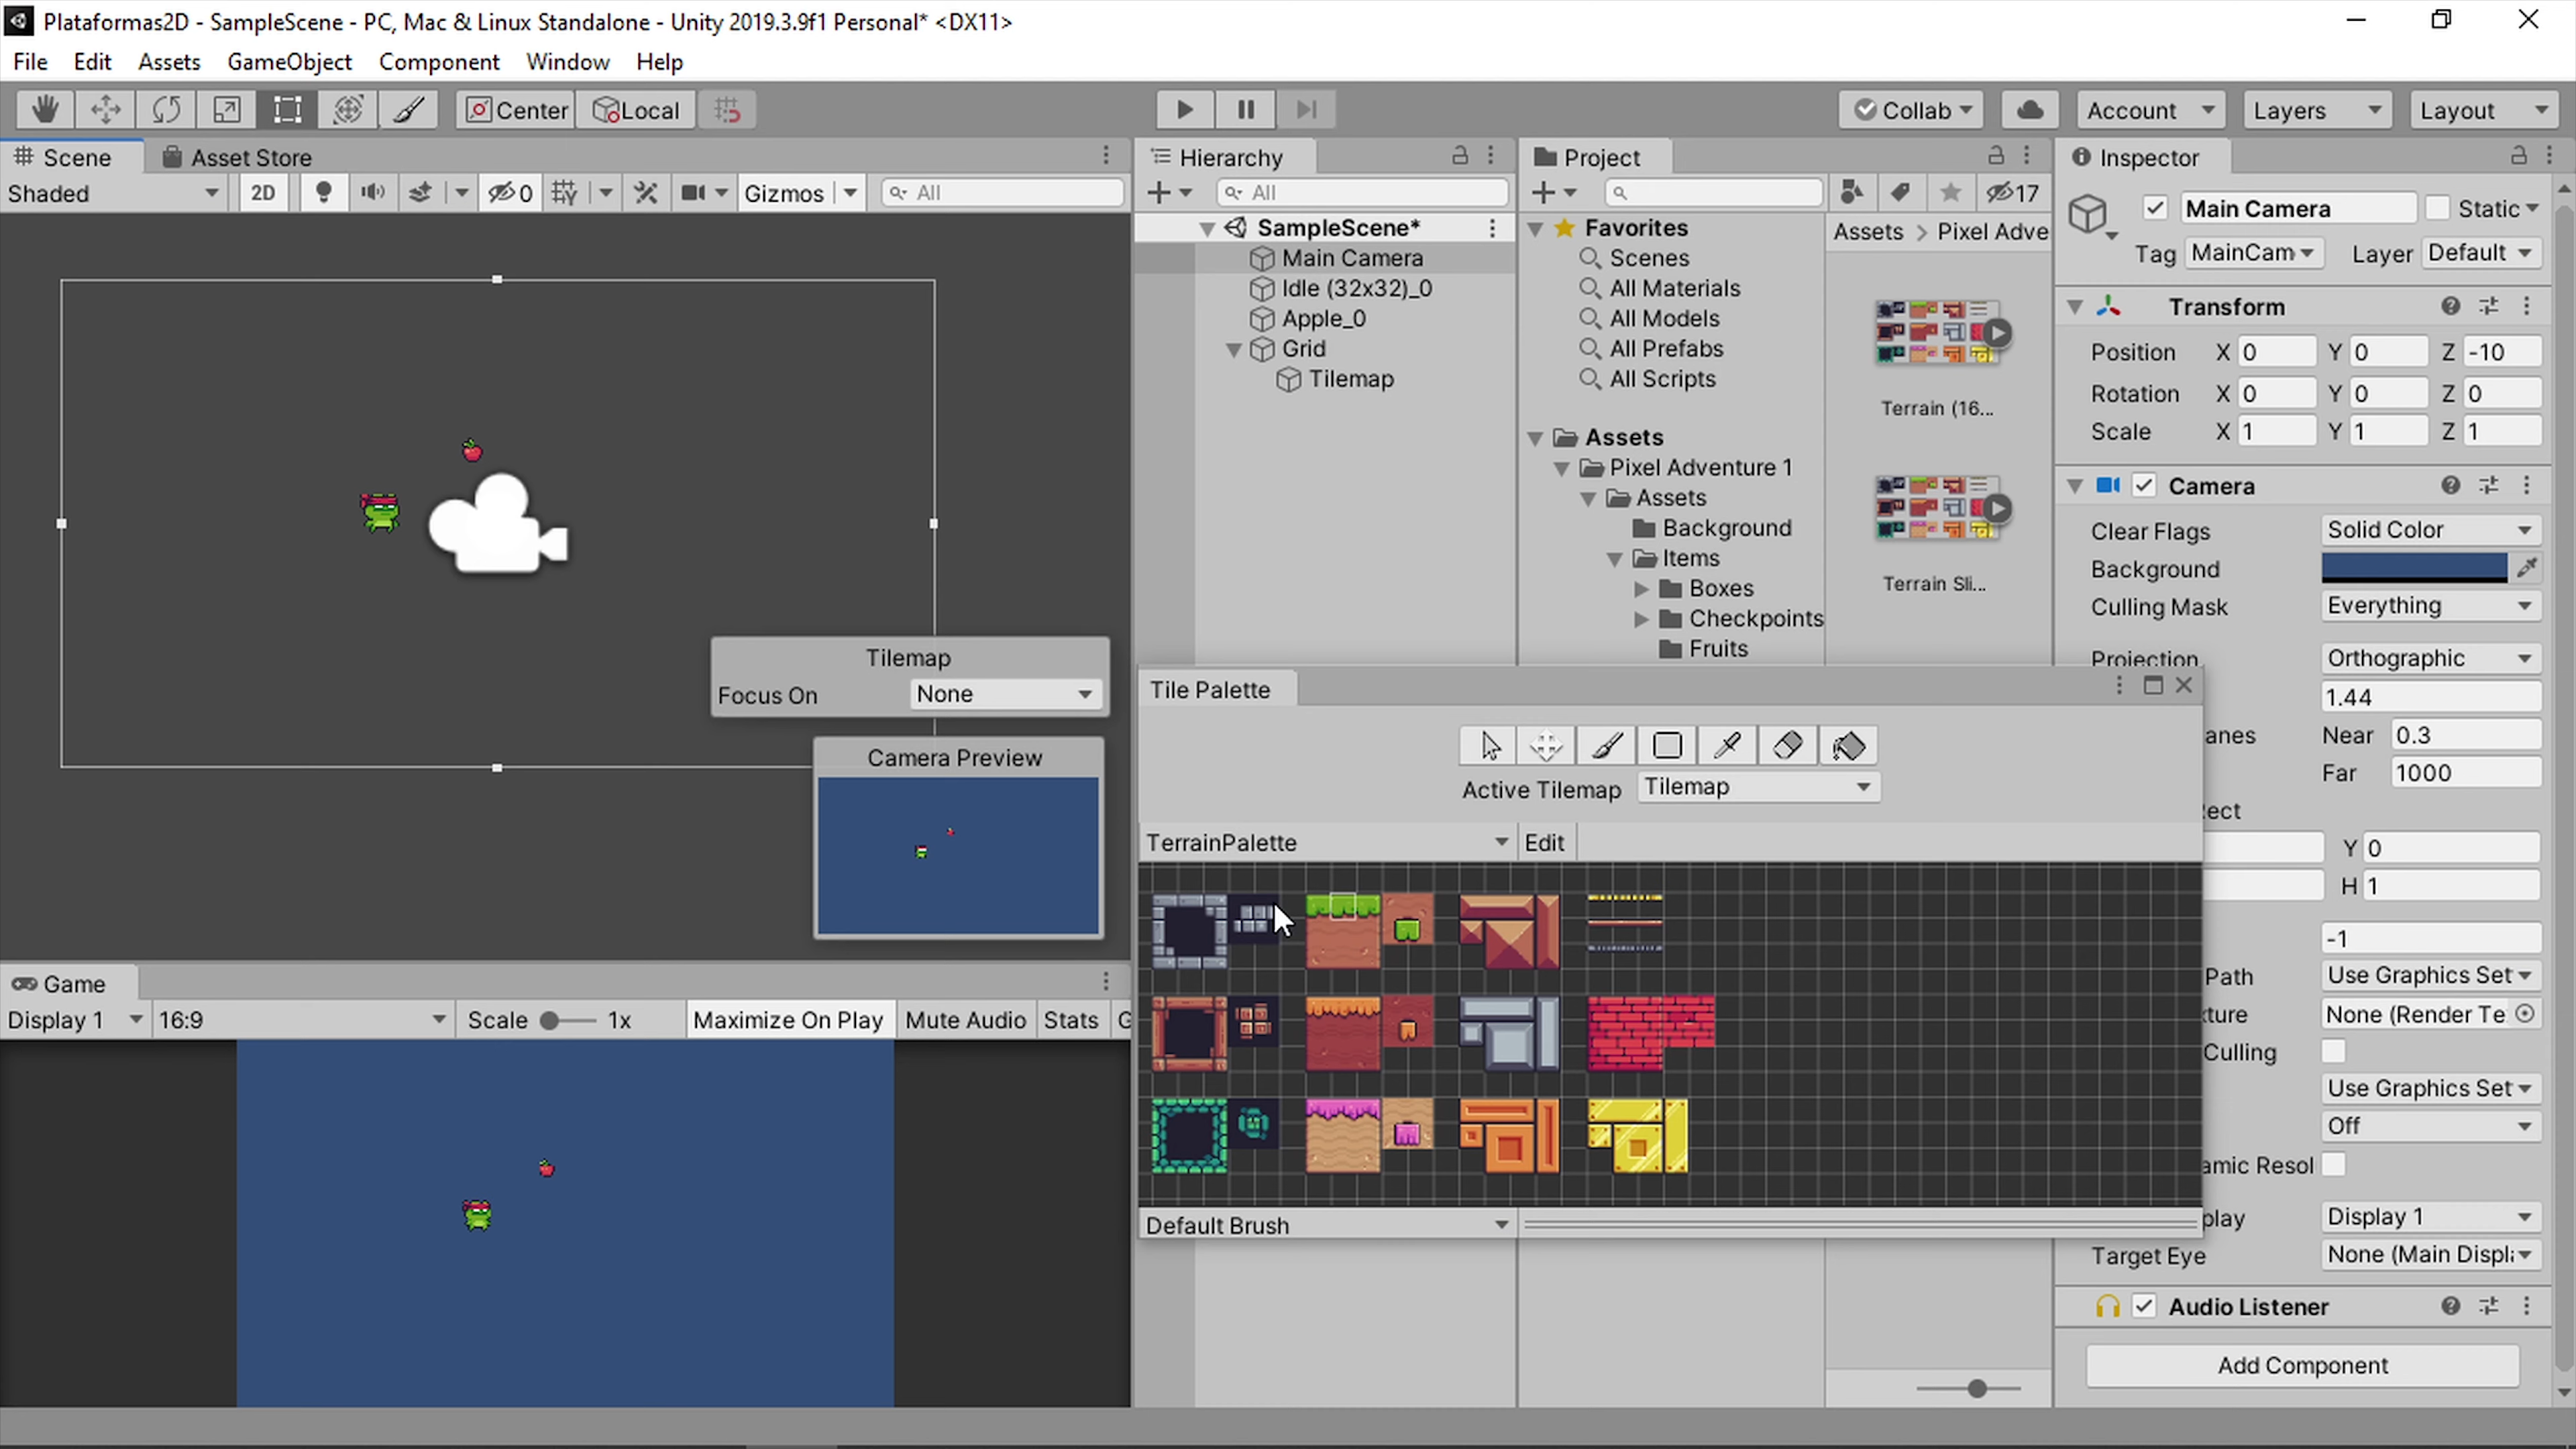 Plataformas2D - SampleScene - PC, Mac & Linux Standalone - Unity 2019.3.9f1 Personal* <DX11>
File Edit Assets GameObject Component Window Help
Center Local Collab Account Layers Layout
Scene Asset Store
Shaded 2D 0 Gizmos All
Tilemap
Focus On None
Camera Preview
Game
Display 1 16:9 Scale 1x Maximize On Play Mute Audio Stats G
Hierarchy
All
SampleScene*
Main Camera
Idle (32x32)_0
Apple_0
Grid
Tilemap
Project
17
Favorites
Scenes
All Materials
All Models
All Prefabs
All Scripts
Assets
Pixel Adventure 1
Assets
Background
Items
Boxes
Checkpoints
Fruits
Assets > Pixel Adve
Terrain (16...
Terrain Sli...
Tile Palette
Active Tilemap Tilemap
TerrainPalette Edit
Default Brush
Inspector
Main Camera Static
Tag MainCam Layer Default
Transform
Position X 0 Y 0 Z -10
Rotation X 0 Y 0 Z 0
Scale X 1 Y 1 Z 1
Camera
Clear Flags Solid Color
Background
Culling Mask Everything
Projection Orthographic
1.44
anes Near 0.3
Far 1000
ect
Y 0
H 1
-1
Path Use Graphics Set
ture None (Render Te
Culling
Use Graphics Set
Off
amic Resol
play Display 1
Target Eye None (Main Displ
Audio Listener
Add Component